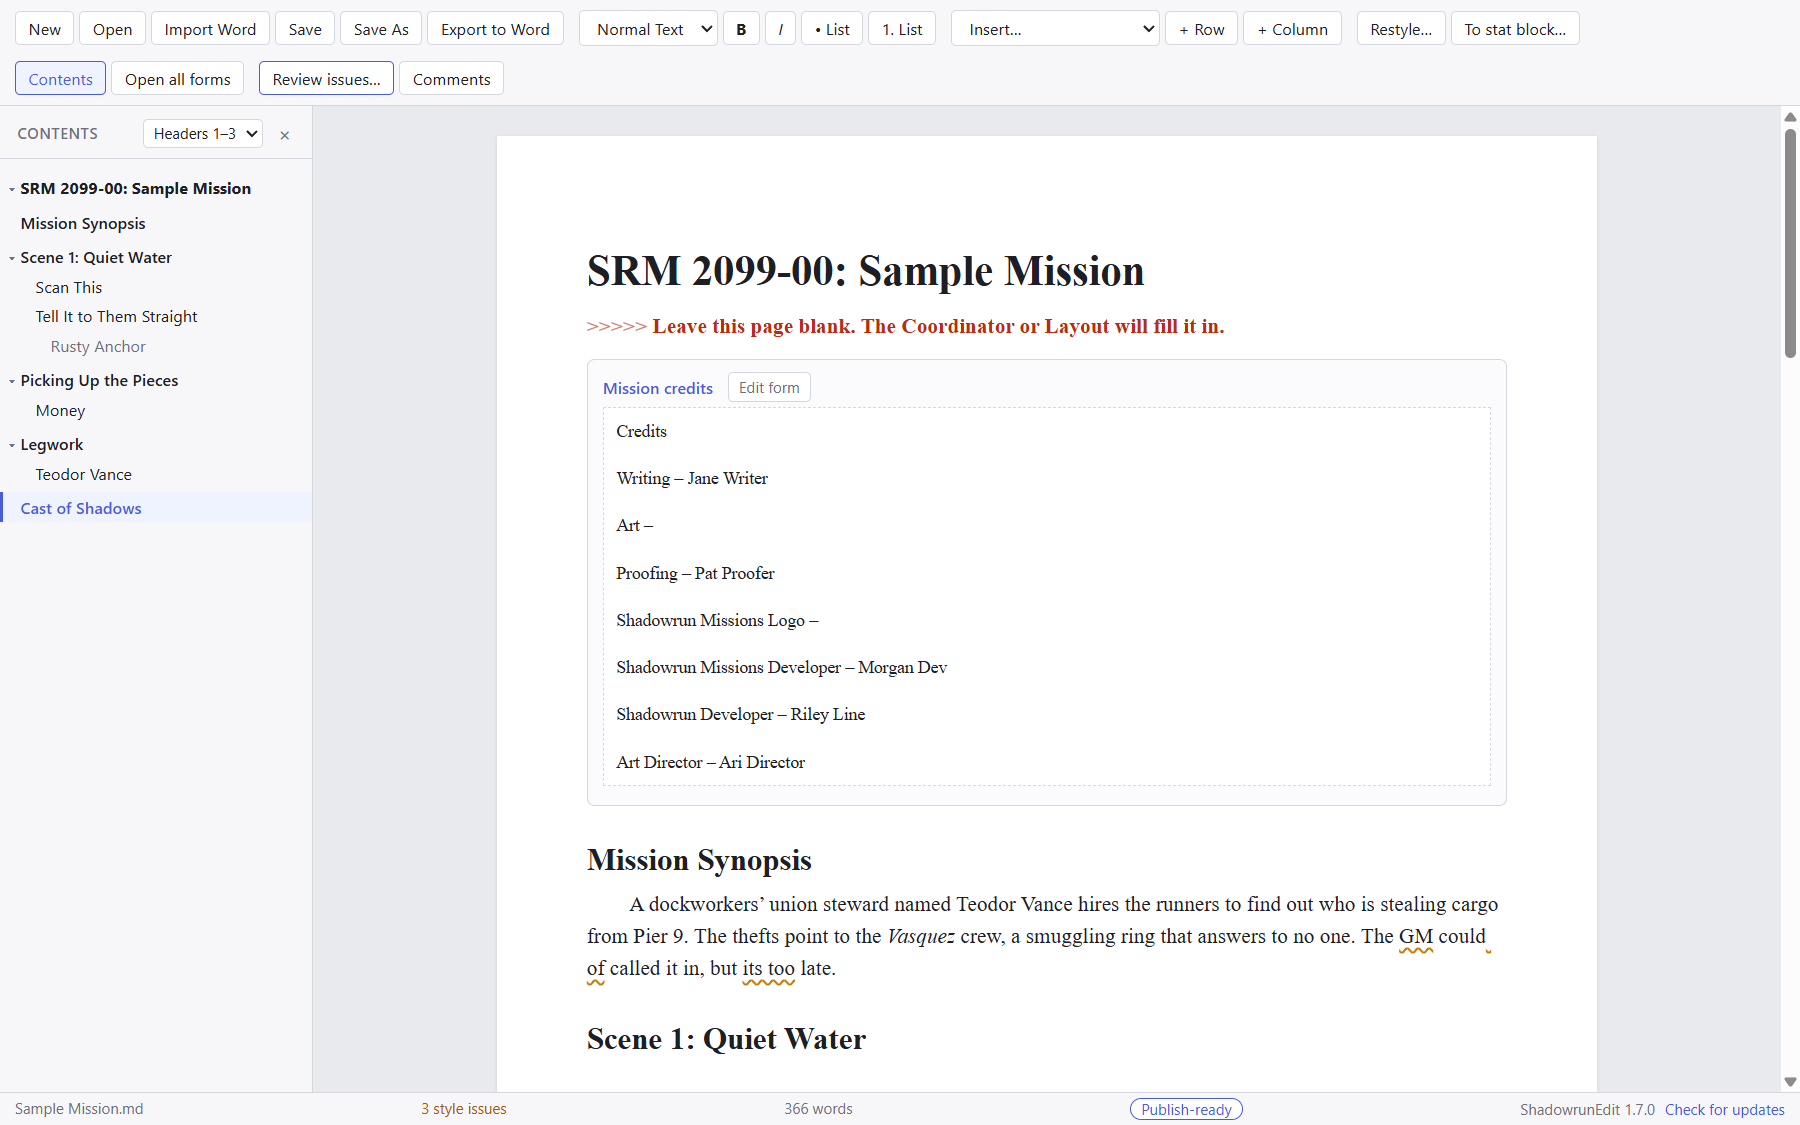 New Open Import Word Save Save As Export to Word Normal Text B I • List 1. List Insert... + Row + Column Restyle... To stat block...
Contents Open all forms Review issues... Comments
CONTENTS Headers 1–3 ×
SRM 2099-00: Sample Mission
Mission Synopsis
Scene 1: Quiet Water
Scan This
Tell It to Them Straight
Rusty Anchor
Picking Up the Pieces
Money
Legwork
Teodor Vance
Cast of Shadows
SRM 2099-00: Sample Mission
>>>>> Leave this page blank. The Coordinator or Layout will fill it in.
Mission credits Edit form
Credits
Writing – Jane Writer
Art –
Proofing – Pat Proofer
Shadowrun Missions Logo –
Shadowrun Missions Developer – Morgan Dev
Shadowrun Developer – Riley Line
Art Director – Ari Director
Mission Synopsis
A dockworkers’ union steward named Teodor Vance hires the runners to find out who is stealing cargo
from Pier 9. The thefts point to the Vasquez crew, a smuggling ring that answers to no one. The GM could
of called it in, but its too late.
Scene 1: Quiet Water
Sample Mission.md 3 style issues 366 words Publish-ready ShadowrunEdit 1.7.0 Check for updates